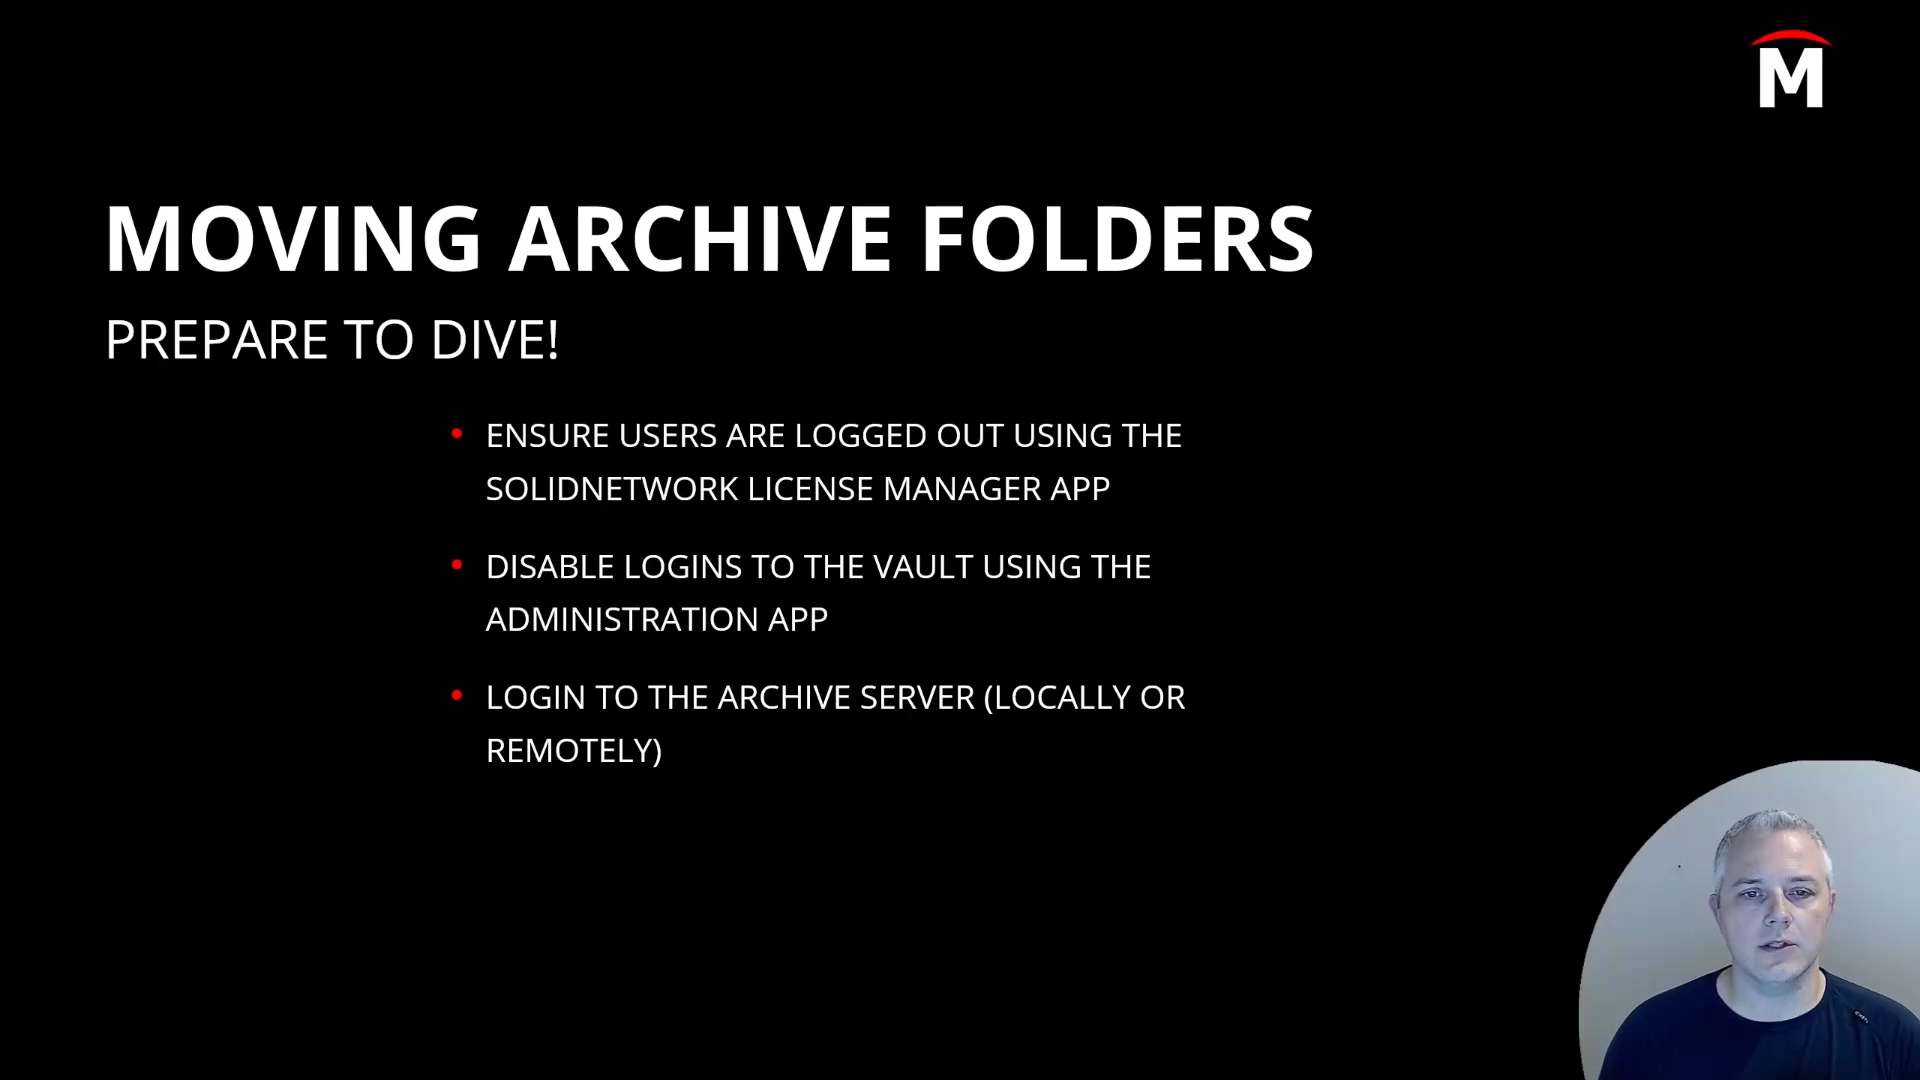 M
MOVING ARCHIVE FOLDERS
PREPARE TO DIVE!
• ENSURE USERS ARE LOGGED OUT USING THE
SOLIDNETWORK LICENSE MANAGER APP
• DISABLE LOGINS TO THE VAULT USING THE
ADMINISTRATION APP
• LOGIN TO THE ARCHIVE SERVER (LOCALLY OR
REMOTELY)